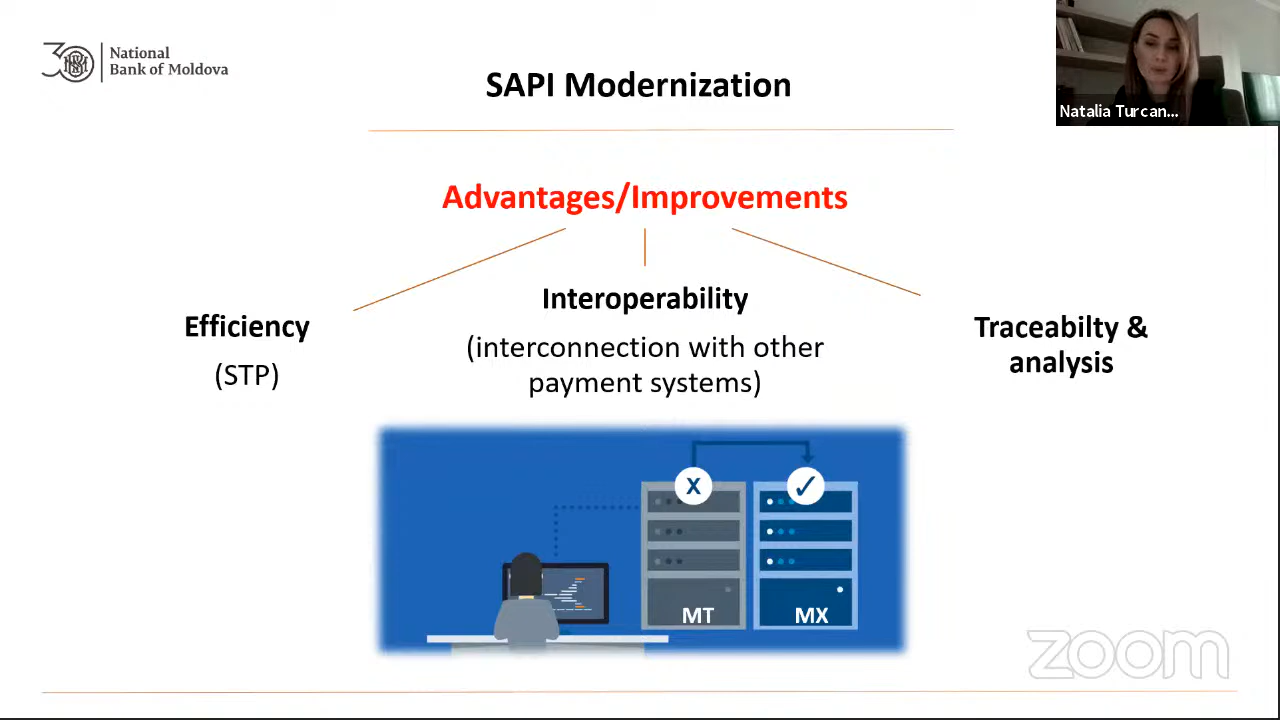 30
National
Bank of Moldova
SAPI Modernization
Natalia Turcan...
Advantages/Improvements
Efficiency
(STP)
Interoperability
(interconnection with other
payment systems)
Traceabilty &
analysis
X
✓
MT
MX
zoom